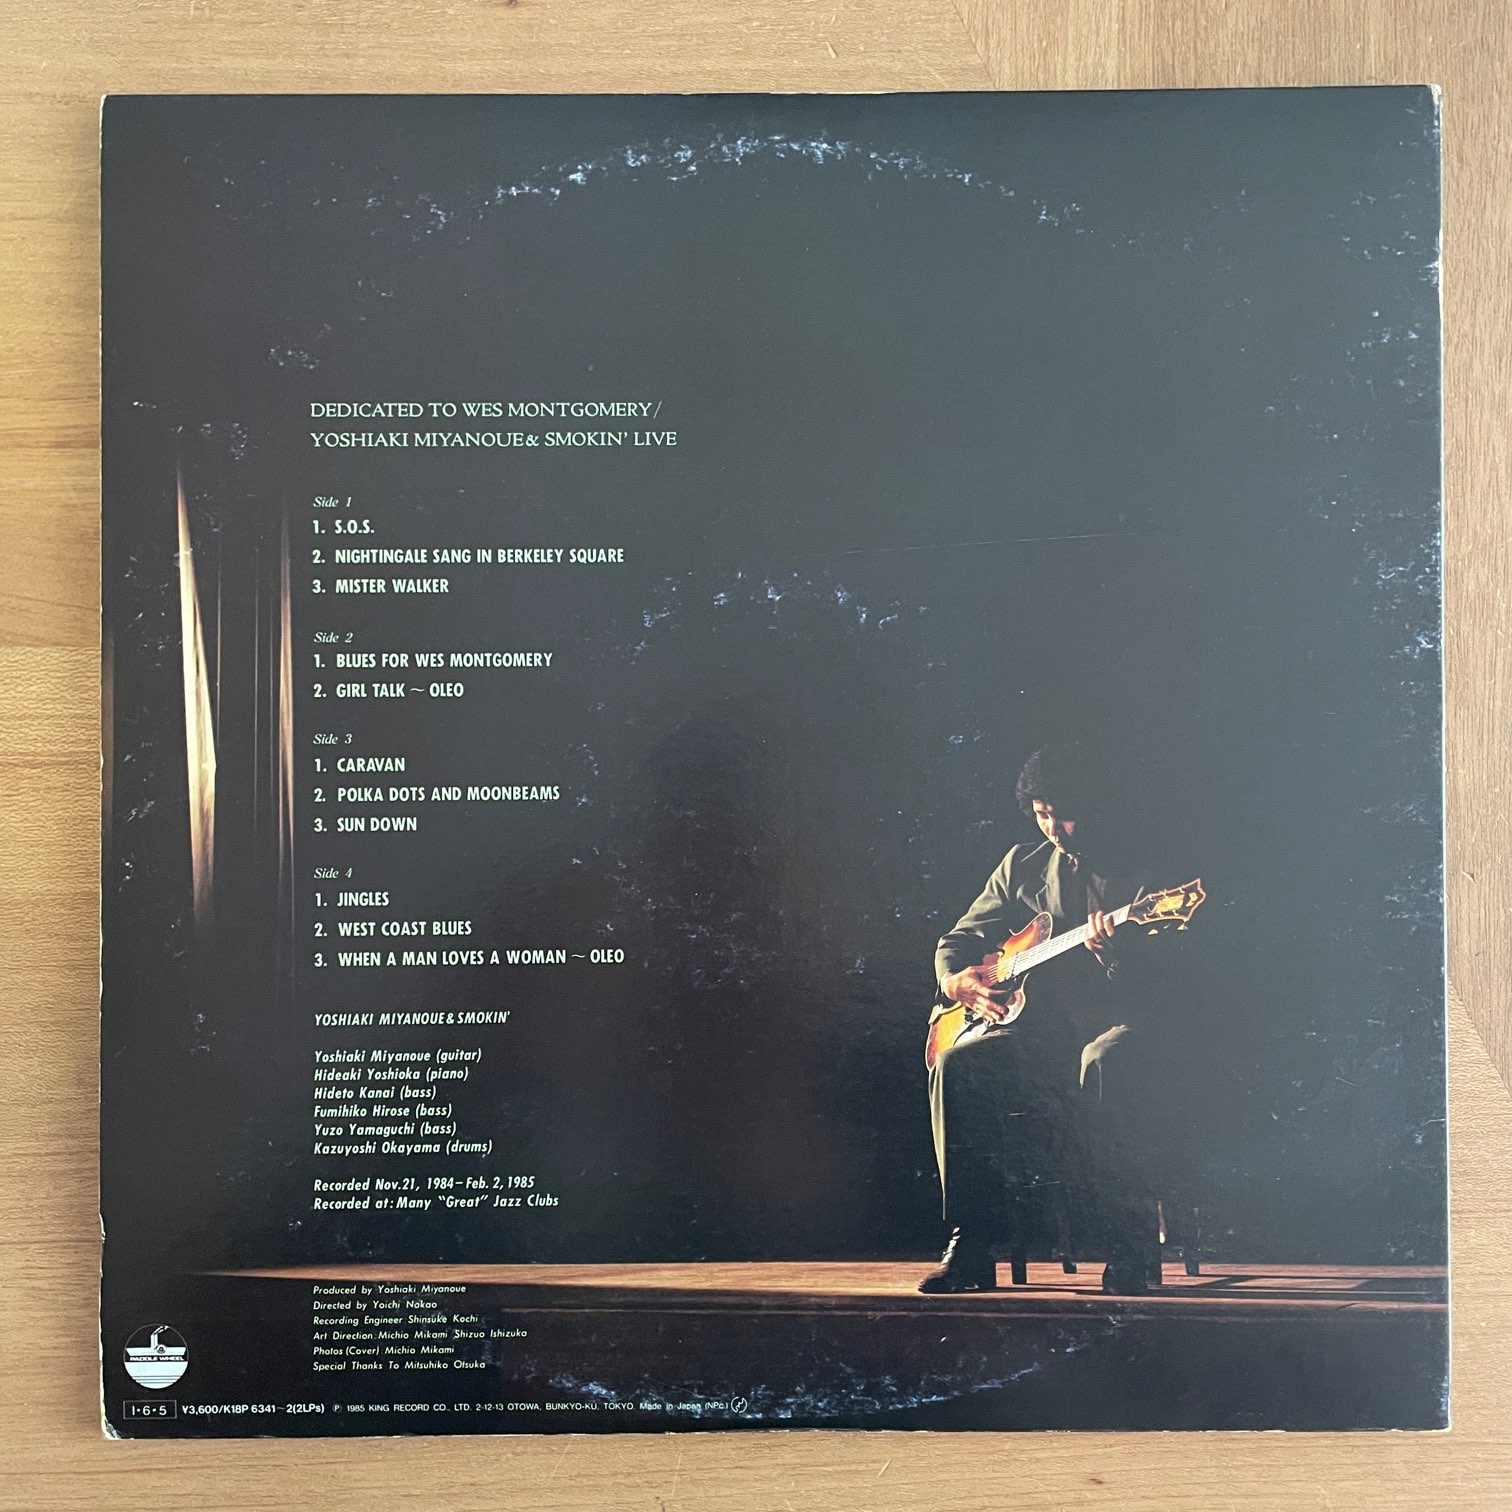 DEDICATED TO WES MONTGOMERY/
YOSHIAKI MIYANOUE & SMOKIN' LIVE
Side 1
1. S.O.S.
2. NIGHTINGALE SANG IN BERKELEY SQUARE
3. MISTER WALKER
Side 2
1. BLUES FOR WES MONTGOMERY
2. GIRL TALK ~ OLEO
Side 3
1. CARAVAN
2. POLKA DOTS AND MOONBEAMS
3. SUN DOWN
Side 4
1. JINGLES
2. WEST COAST BLUES
3. WHEN A MAN LOVES A WOMAN ~ OLEO
YOSHIAKI MIYANOUE & SMOKIN'
Yoshiaki Miyanoue (guitar)
Hideaki Yoshioka (piano)
Hideto Kanai (bass)
Fumihiko Hirose (bass)
Yuzo Yamaguchi (bass)
Kazuyoshi Okayama (drums)
Recorded Nov.21, 1984–Feb. 2, 1985
Recorded at: Many "Great" Jazz Clubs
Produced by Yoshiaki Miyanoue
Directed by Yoichi Nakao
Recording Engineer Shinsuke Kochi
Art Direction: Michio Mikami Shizuo Ishizuka
Photos (Cover) Michio Mikami
Special Thanks To Mitsuhiko Otsuka
PADDLE WHEEL
I•6•5 ¥3,600/K18P 6341~2(2LPs) Ⓟ 1985 KING RECORD CO., LTD. 2-12-13 OTOWA, BUNKYO-KU, TOKYO. Made in Japan (NPc.)